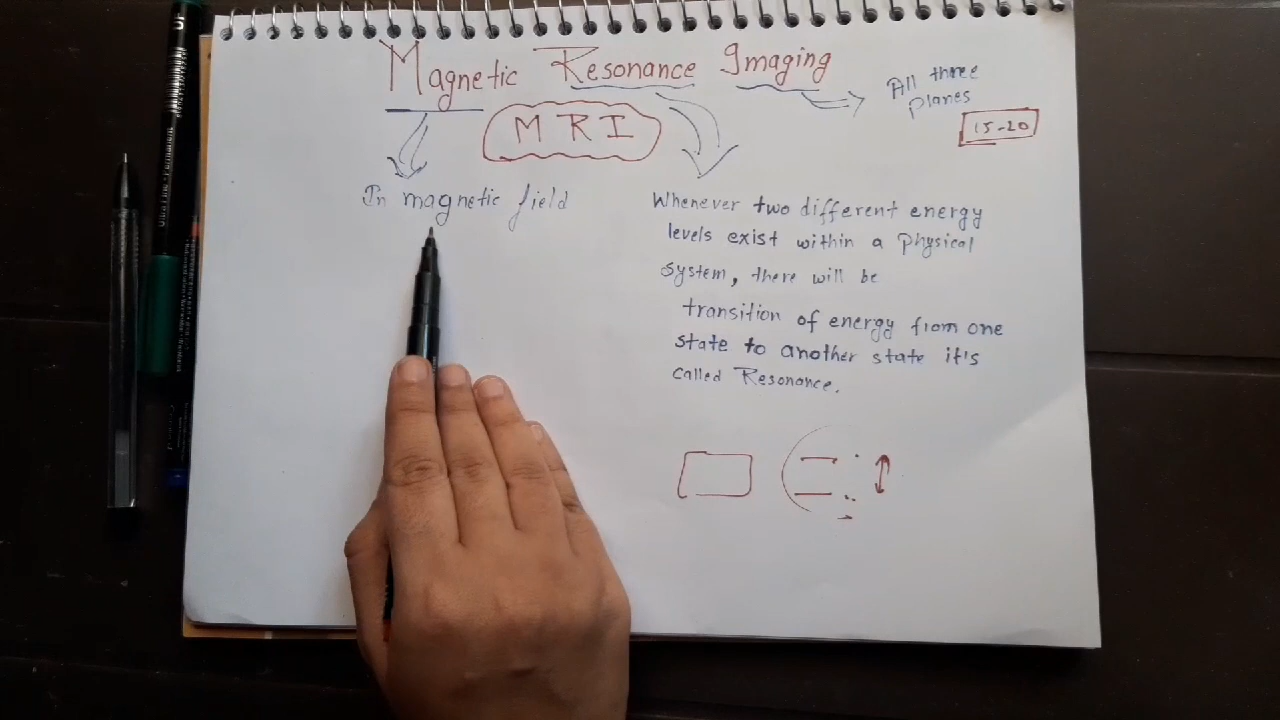 Magnetic Resonance Imaging
MRI
All three
planes
15-20
In magnetic field
Whenever two different energy
levels exist within a Physical
system, there will be
transition of energy from one
state to another state it's
called Resonance.